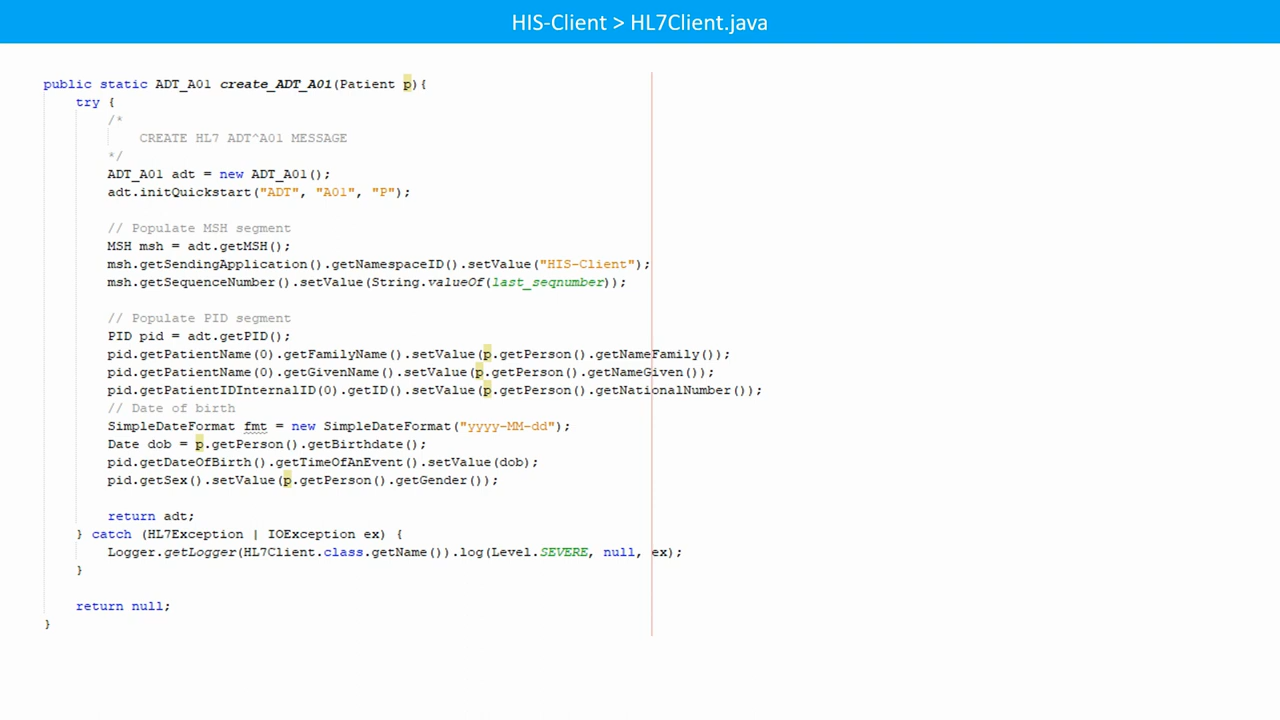 HIS-Client > HL7Client.java
public static ADT_A01 create_ADT_A01(Patient p){
try {
/*
CREATE HL7 ADT^A01 MESSAGE
*/
ADT_A01 adt = new ADT_A01();
adt.initQuickstart("ADT", "A01", "P");
// Populate MSH segment
MSH msh = adt.getMSH();
msh.getSendingApplication().getNamespaceID().setValue("HIS-Client");
msh.getSequenceNumber().setValue(String.valueOf(last_seqnumber));
// Populate PID segment
PID pid = adt.getPID();
pid.getPatientName(0).getFamilyName().setValue(p.getPerson().getNameFamily());
pid.getPatientName(0).getGivenName().setValue(p.getPerson().getNameGiven());
pid.getPatientIDInternalID(0).getID().setValue(p.getPerson().getNationalNumber());
// Date of birth
SimpleDateFormat fmt = new SimpleDateFormat("yyyy-MM-dd");
Date dob = p.getPerson().getBirthdate();
pid.getDateOfBirth().getTimeOfAnEvent().setValue(dob);
pid.getSex().setValue(p.getPerson().getGender());
return adt;
} catch (HL7Exception | IOException ex) {
Logger.getLogger(HL7Client.class.getName()).log(Level.SEVERE, null, ex);
}
return null;
}